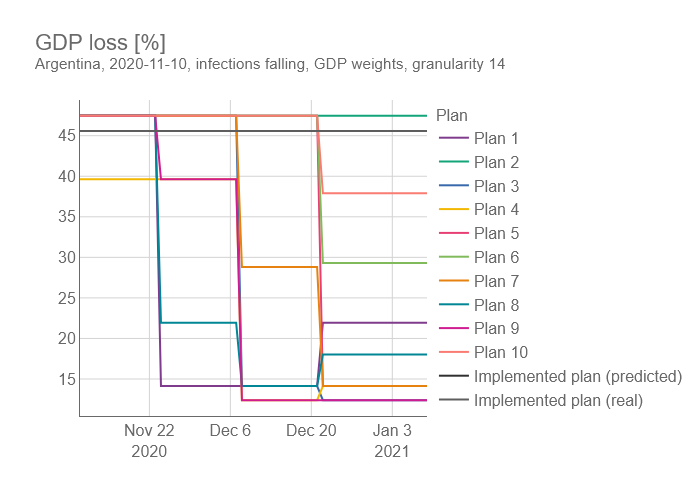 GDP loss [%]
Argentina, 2020-11-10, infections falling, GDP weights, granularity 14
45
40
35
30
25
20
15
Nov 22
2020
Dec 6
Dec 20
Jan 3
2021
Plan
Plan 1
Plan 2
Plan 3
Plan 4
Plan 5
Plan 6
Plan 7
Plan 8
Plan 9
Plan 10
Implemented plan (predicted)
Implemented plan (real)